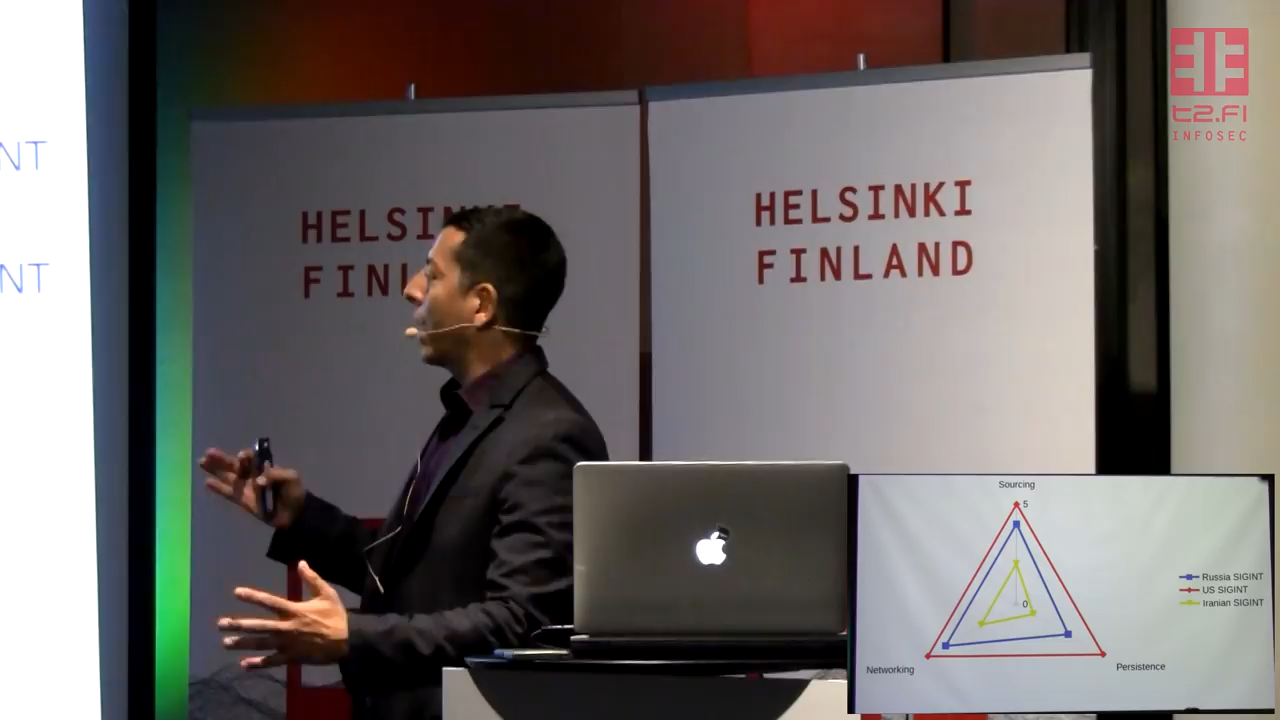 NT
NT
HELSINKI
FINLAND
HELSINKI
FINLAND
t2.FI
INFOSEC
Sourcing
5
0
Networking
Persistence
Russia SIGINT
US SIGINT
Iranian SIGINT